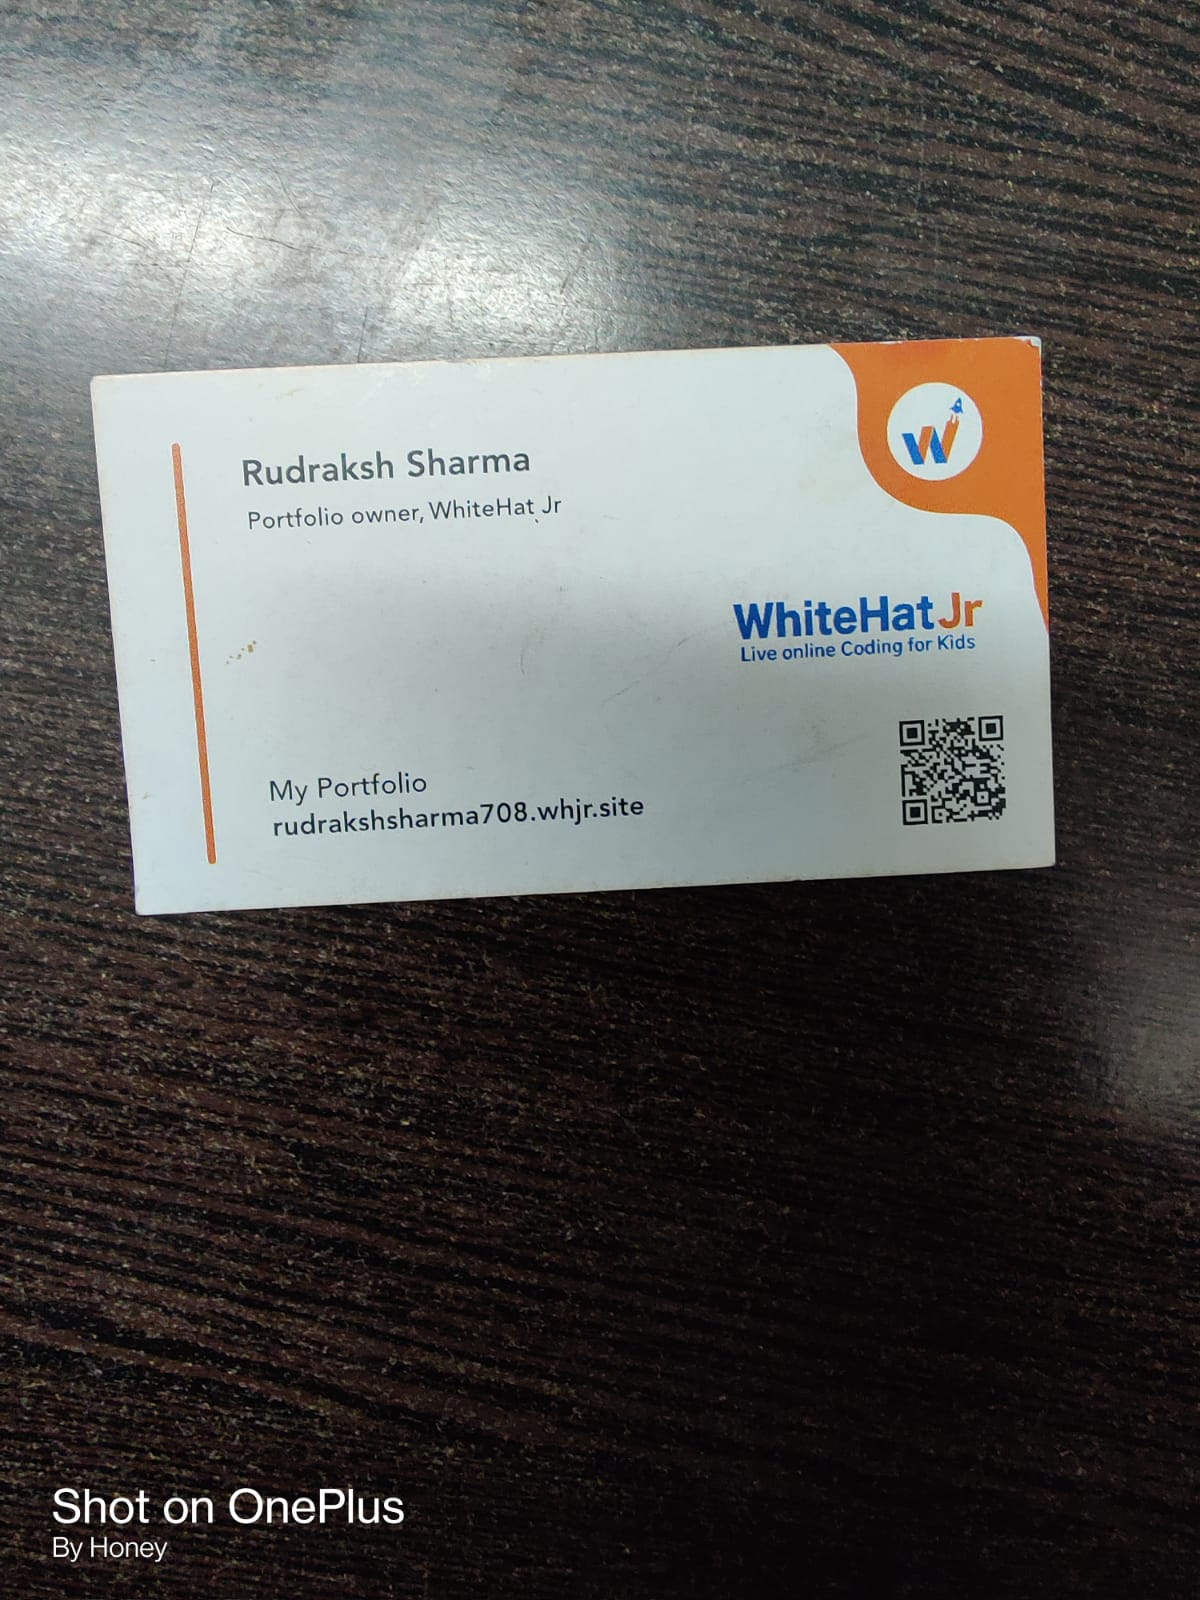 Rudraksh Sharma
Portfolio owner, WhiteHat Jr
W
WhiteHat Jr
Live online Coding for Kids
My Portfolio
rudrakshsharma708.whjr.site
Shot on OnePlus
By Honey